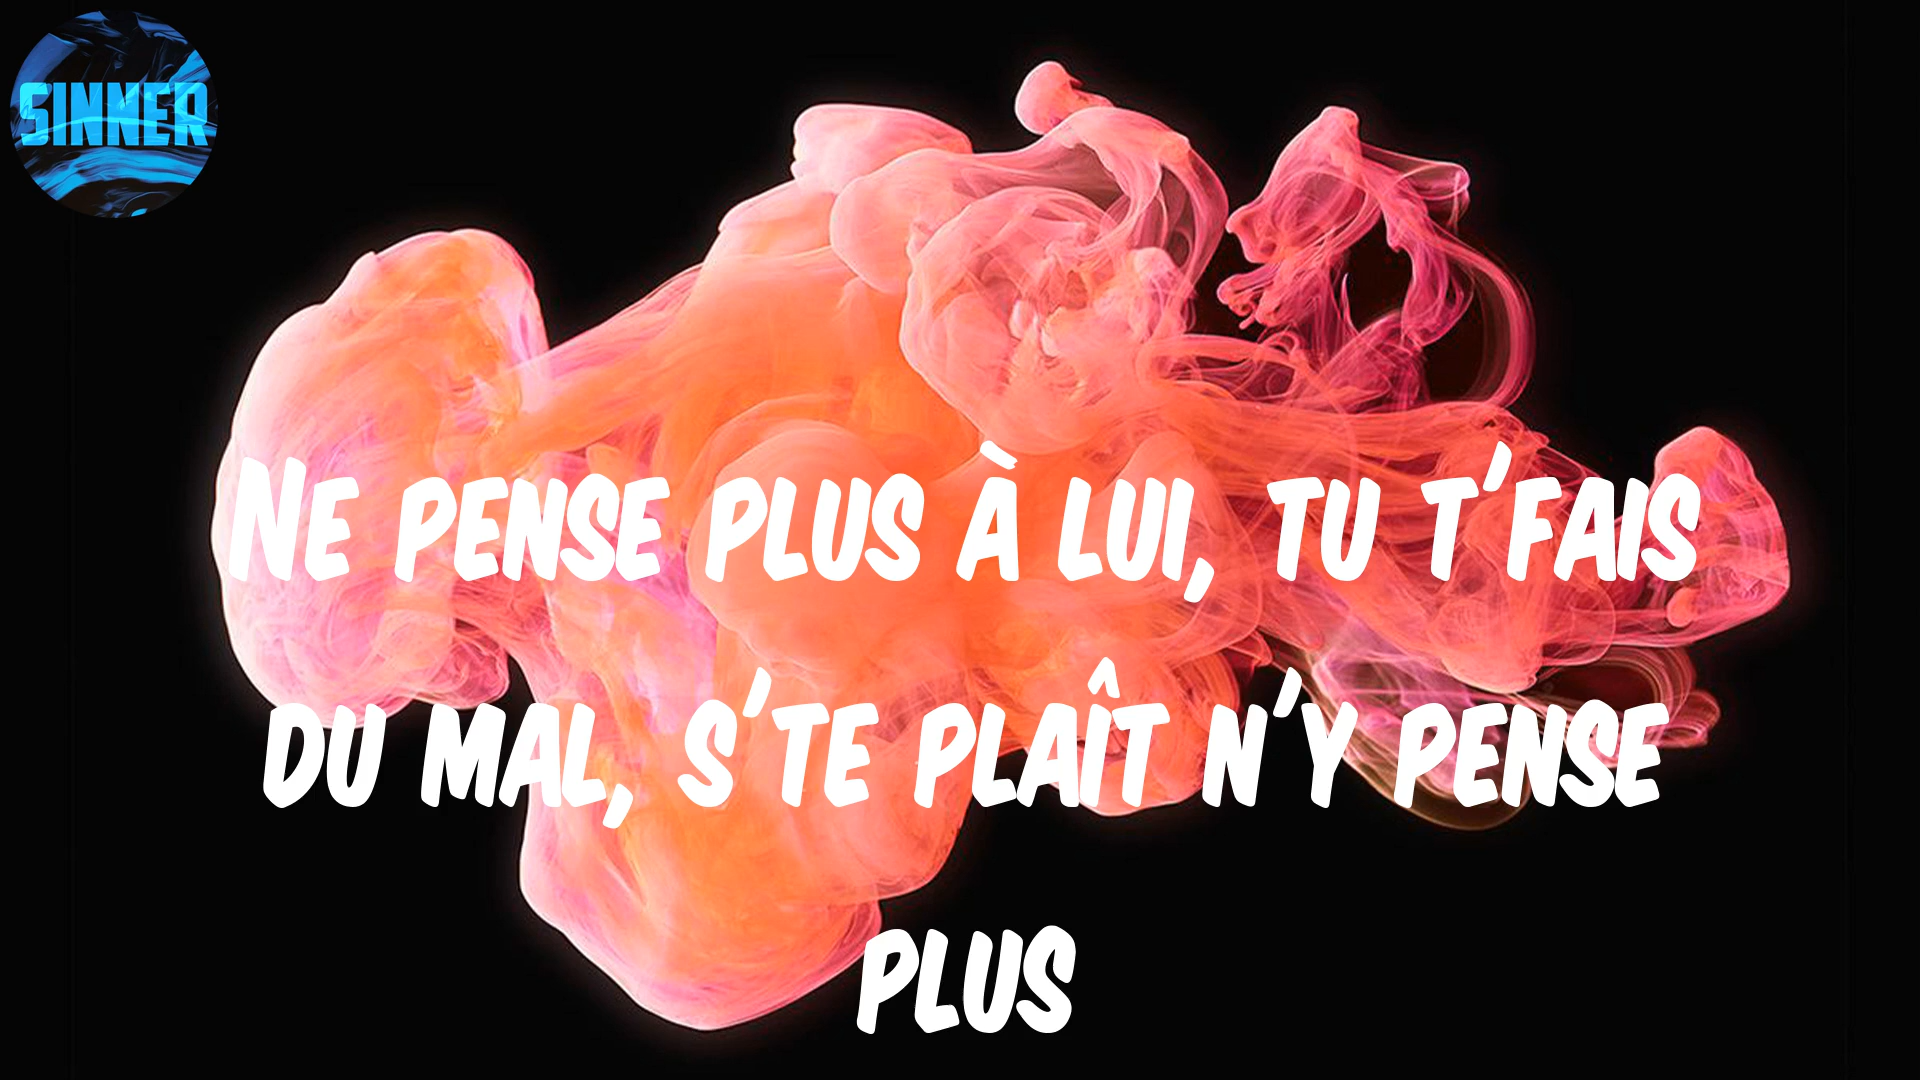 SINNER
Ne pense plus à lui, tu t'fais
du mal, s'te plaît n'y pense
plus